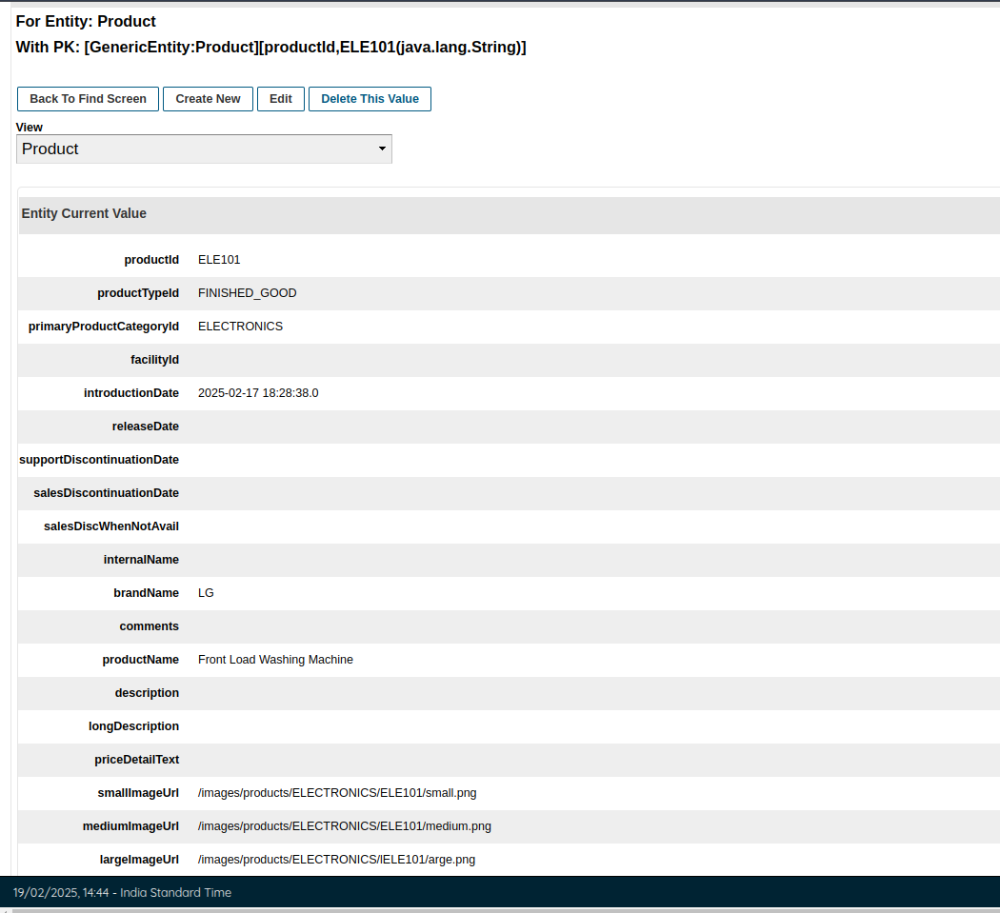 For Entity: Product
With PK: [GenericEntity:Product][productId,ELE101(java.lang.String)]
Back To Find Screen Create New Edit Delete This Value
View
Product
Entity Current Value
productId ELE101
productTypeId FINISHED_GOOD
primaryProductCategoryId ELECTRONICS
facilityId
introductionDate 2025-02-17 18:28:38.0
releaseDate
supportDiscontinuationDate
salesDiscontinuationDate
salesDiscWhenNotAvail
internalName
brandName LG
comments
productName Front Load Washing Machine
description
longDescription
priceDetailText
smallImageUrl /images/products/ELECTRONICS/ELE101/small.png
mediumImageUrl /images/products/ELECTRONICS/ELE101/medium.png
largeImageUrl /images/products/ELECTRONICS/lELE101/arge.png
19/02/2025, 14:44 - India Standard Time